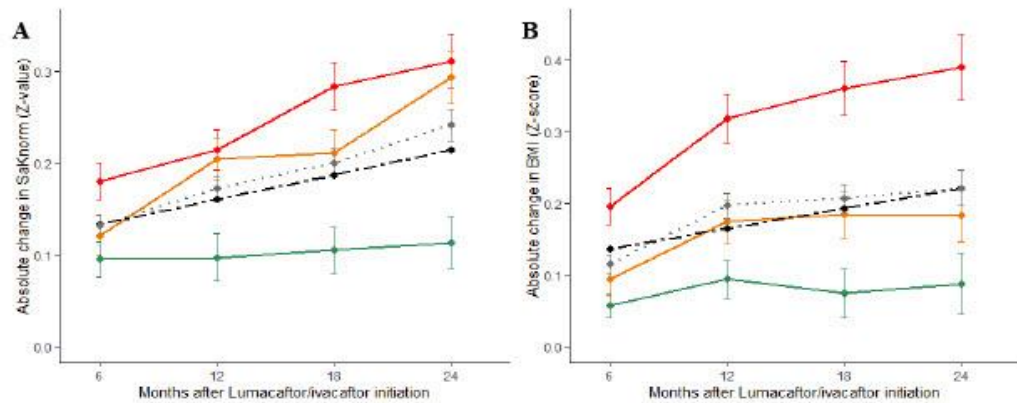 A
Absolute change in SaKnorm (Z-value)
0.3
0.2
0.1
0.0
6
12
18
24
Months after Lumacaftor/ivacaftor initiation
B
Absolute change in BMI (Z-score)
0.4
0.3
0.2
0.1
0.0
6
12
18
24
Months after Lumacaftor/ivacaftor initiation